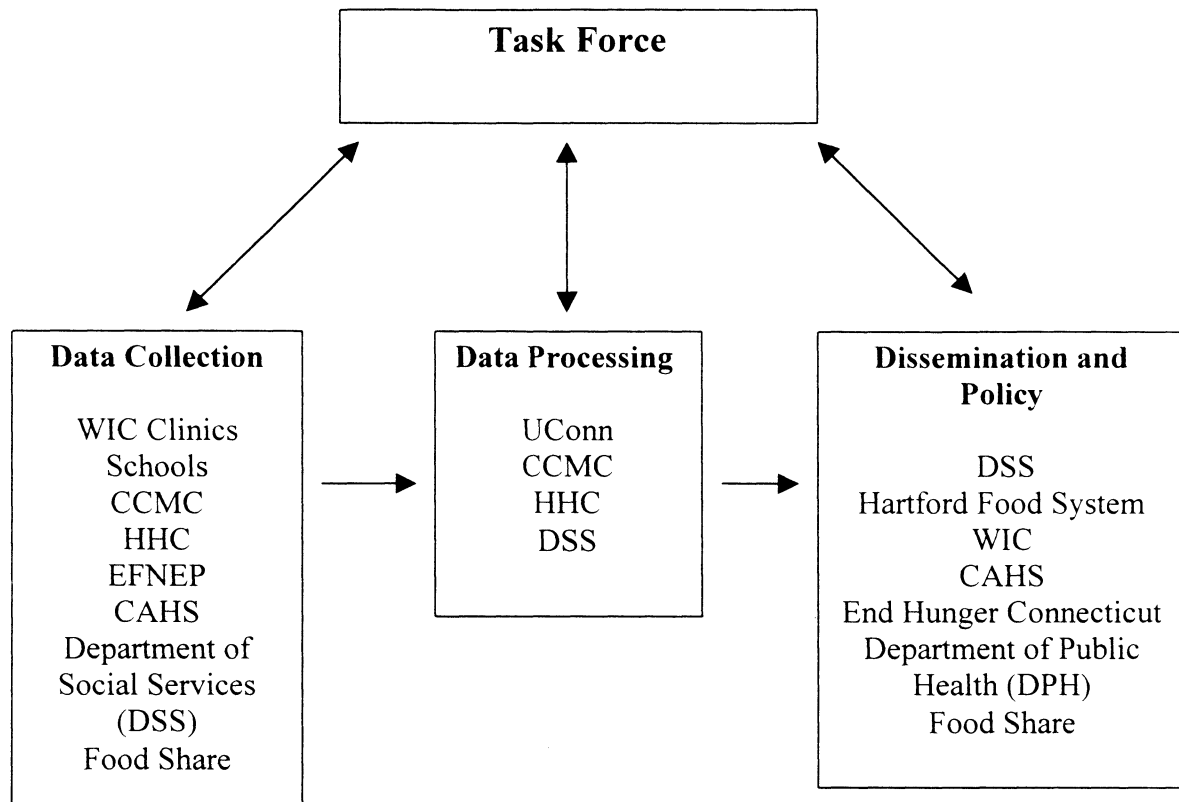 Task Force
Data Collection
WIC Clinics
Schools
CCMC
HHC
EFNEP
CAHS
Department of
Social Services
(DSS)
Food Share
Data Processing
UConn
CCMC
HHC
DSS
Dissemination and
Policy
DSS
Hartford Food System
WIC
CAHS
End Hunger Connecticut
Department of Public
Health (DPH)
Food Share